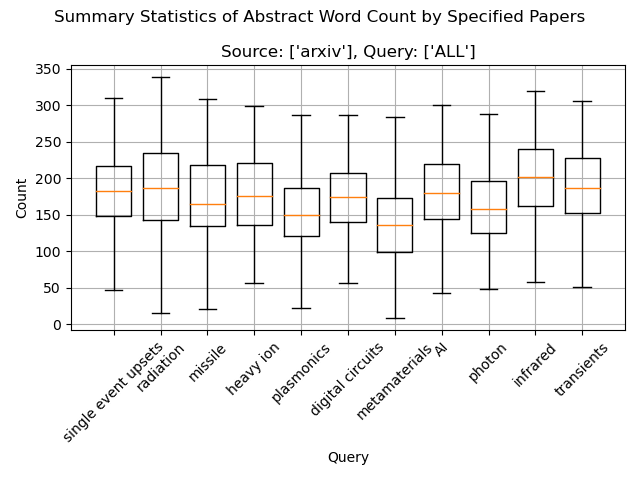 Summary Statistics of Abstract Word Count by Specified Papers
Source: ['arxiv'], Query: ['ALL']
350
300
250
200
150
100
50
0
Count
single event upsets
radiation
missile
heavy ion
plasmonics
digital circuits
metamaterials
AI
photon
infrared
transients
Query